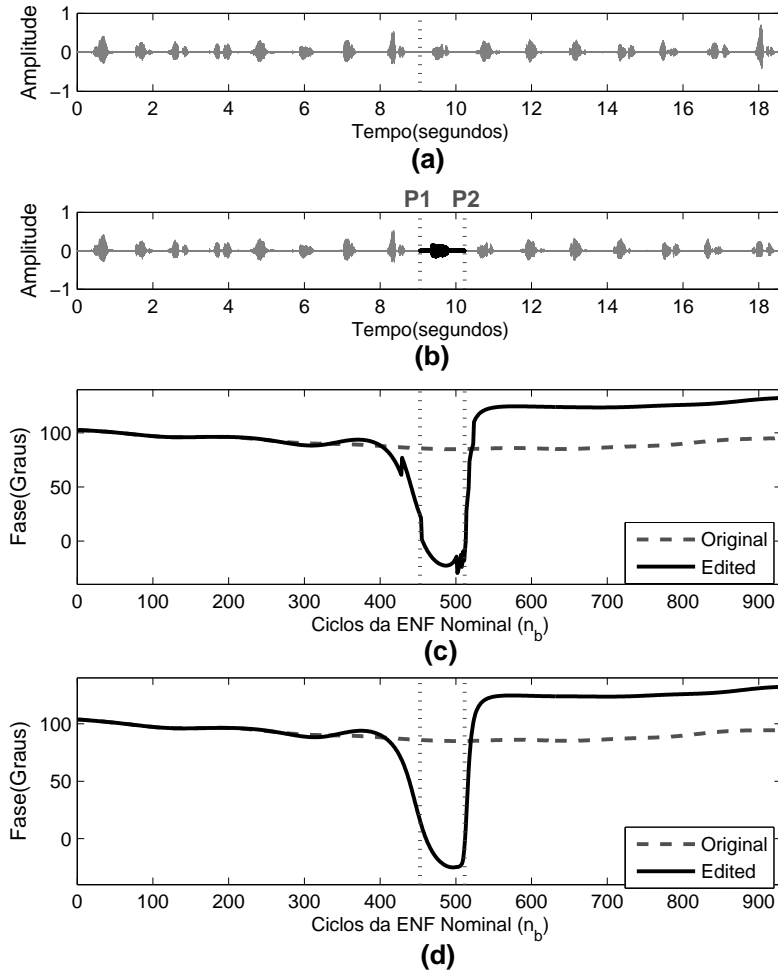 1
0
−1
Amplitude
0 2 4 6 8 10 12 14 16 18
Tempo(segundos)
(a)
P1 P2
1
0
−1
Amplitude
0 2 4 6 8 10 12 14 16 18
Tempo(segundos)
(b)
100
50
0
Fase(Graus)
Original
Edited
0 100 200 300 400 500 600 700 800 900
Ciclos da ENF Nominal (n_b)
(c)
100
50
0
Fase(Graus)
Original
Edited
0 100 200 300 400 500 600 700 800 900
Ciclos da ENF Nominal (n_b)
(d)